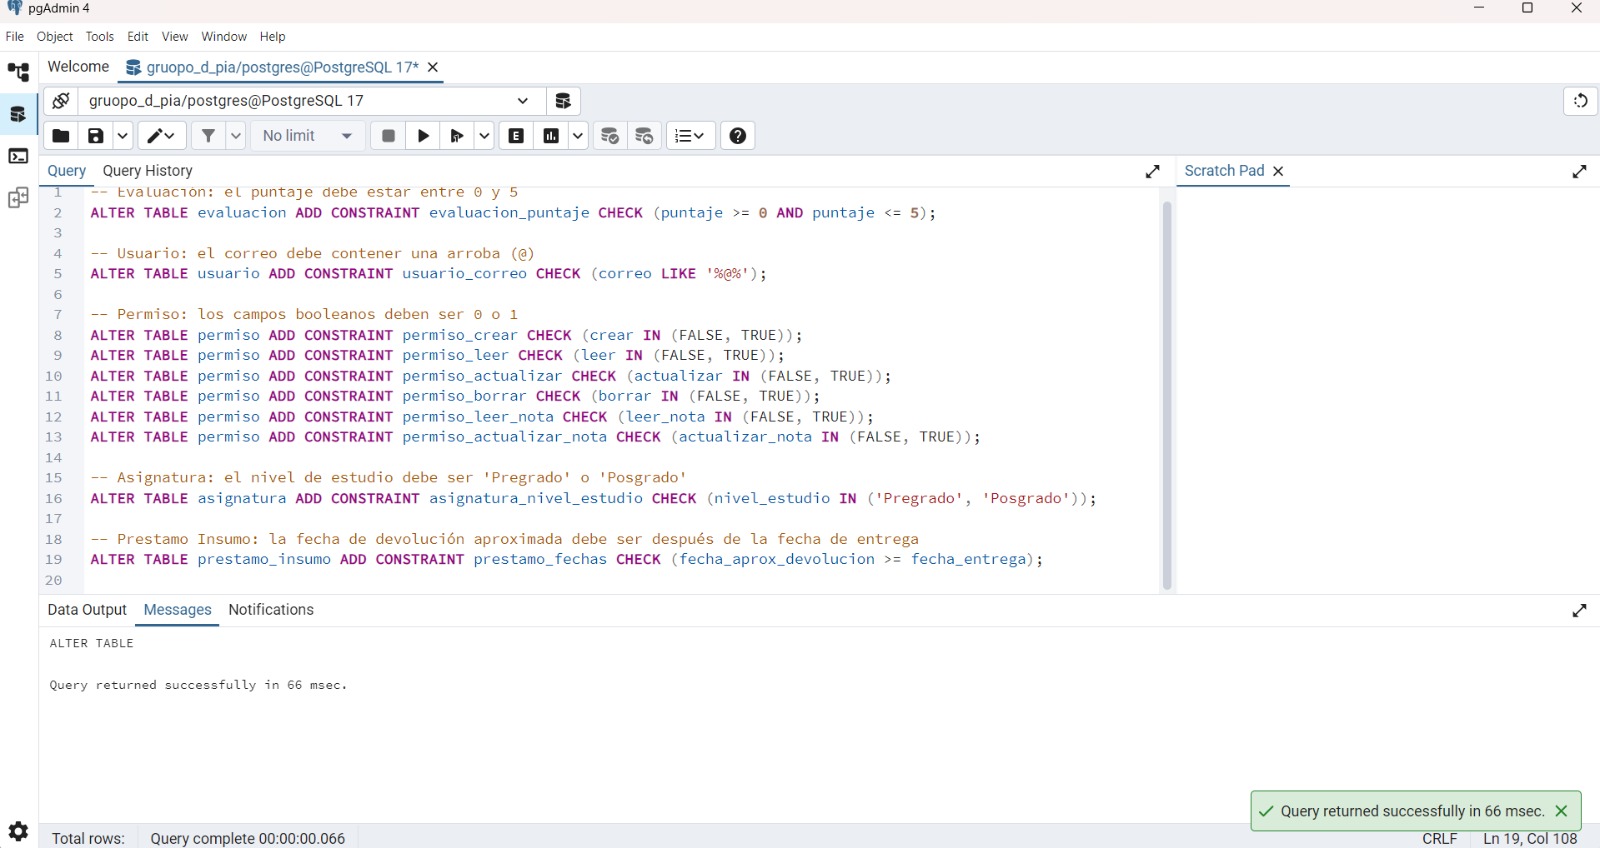 pgAdmin 4
File Object Tools Edit View Window Help
Welcome gruopo_d_pia/postgres@PostgreSQL 17*
gruopo_d_pia/postgres@PostgreSQL 17
No limit E
Query Query History Scratch Pad
1 -- Evaluación: el puntaje debe estar entre 0 y 5
2 ALTER TABLE evaluacion ADD CONSTRAINT evaluacion_puntaje CHECK (puntaje >= 0 AND puntaje <= 5);
3
4 -- Usuario: el correo debe contener una arroba (@)
5 ALTER TABLE usuario ADD CONSTRAINT usuario_correo CHECK (correo LIKE '%@%');
6
7 -- Permiso: los campos booleanos deben ser 0 o 1
8 ALTER TABLE permiso ADD CONSTRAINT permiso_crear CHECK (crear IN (FALSE, TRUE));
9 ALTER TABLE permiso ADD CONSTRAINT permiso_leer CHECK (leer IN (FALSE, TRUE));
10 ALTER TABLE permiso ADD CONSTRAINT permiso_actualizar CHECK (actualizar IN (FALSE, TRUE));
11 ALTER TABLE permiso ADD CONSTRAINT permiso_borrar CHECK (borrar IN (FALSE, TRUE));
12 ALTER TABLE permiso ADD CONSTRAINT permiso_leer_nota CHECK (leer_nota IN (FALSE, TRUE));
13 ALTER TABLE permiso ADD CONSTRAINT permiso_actualizar_nota CHECK (actualizar_nota IN (FALSE, TRUE));
14
15 -- Asignatura: el nivel de estudio debe ser 'Pregrado' o 'Posgrado'
16 ALTER TABLE asignatura ADD CONSTRAINT asignatura_nivel_estudio CHECK (nivel_estudio IN ('Pregrado', 'Posgrado'));
17
18 -- Prestamo Insumo: la fecha de devolución aproximada debe ser después de la fecha de entrega
19 ALTER TABLE prestamo_insumo ADD CONSTRAINT prestamo_fechas CHECK (fecha_aprox_devolucion >= fecha_entrega);
20
Data Output Messages Notifications
ALTER TABLE
Query returned successfully in 66 msec.
Query returned successfully in 66 msec.
Total rows: Query complete 00:00:00.066 CRLF Ln 19, Col 108